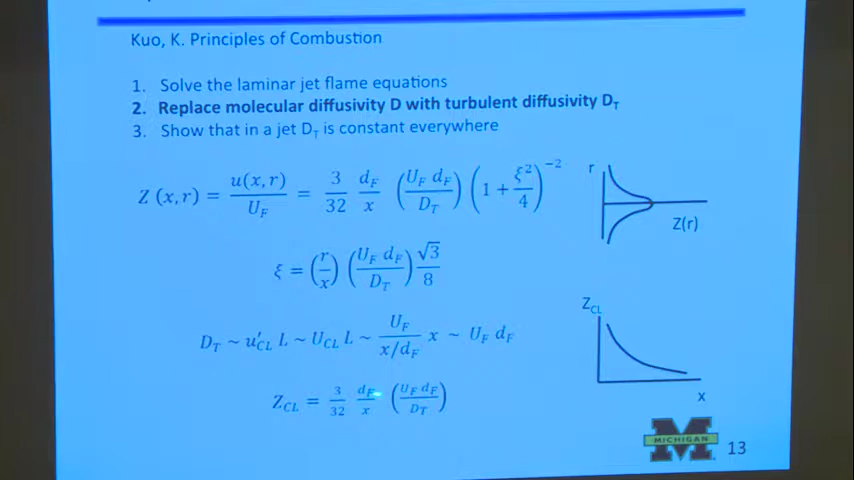 Kuo, K. Principles of Combustion
1. Solve the laminar jet flame equations
2. Replace molecular diffusivity D with turbulent diffusivity D_T
3. Show that in a jet D_T is constant everywhere
Z (x,r) = u(x,r)/U_F = 3/32 d_F/x (U_F d_F/D_T) (1 + ξ²/4)^−2
r
Z(r)
ξ = (r/x) (U_F d_F/D_T) √3/8
Z_CL
D_T ~ u′_CL L ~ U_CL L ~ U_F/(x/d_F) x ~ U_F d_F
Z_CL = 3/32 d_F/x (U_F d_F/D_T)
x
M
MICHIGAN
13